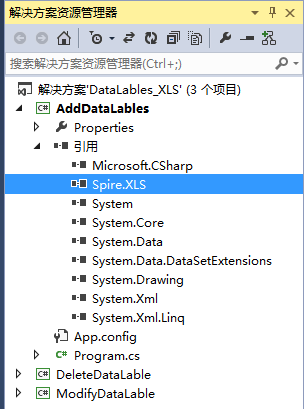 解决方案资源管理器
搜索解决方案资源管理器(Ctrl+;)
解决方案'DataLables_XLS' (3 个项目)
AddDataLables
Properties
引用
Microsoft.CSharp
Spire.XLS
System
System.Core
System.Data
System.Data.DataSetExtensions
System.Drawing
System.Xml
System.Xml.Linq
App.config
Program.cs
DeleteDataLable
ModifyDataLable